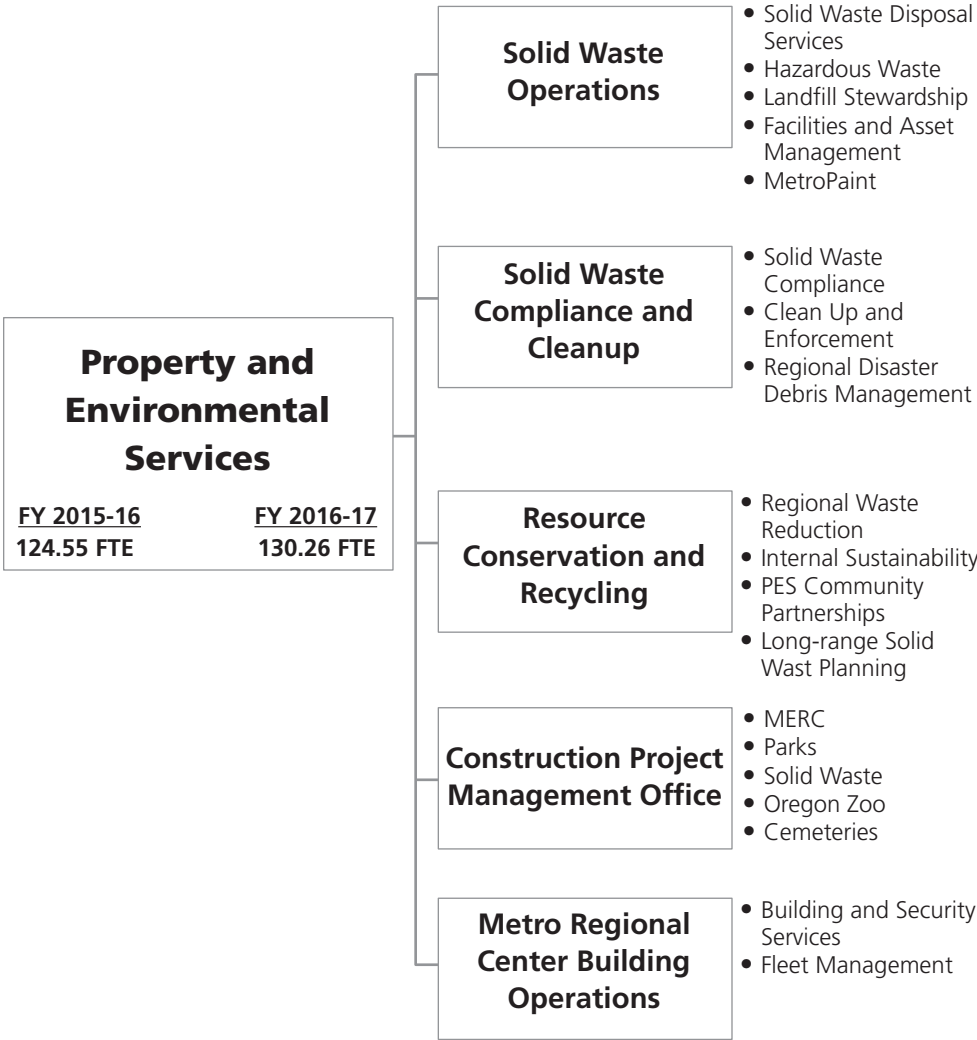 Property and
Environmental
Services
FY 2015-16 FY 2016-17
124.55 FTE 130.26 FTE
Solid Waste
Operations
• Solid Waste Disposal
Services
• Hazardous Waste
• Landfill Stewardship
• Facilities and Asset
Management
• MetroPaint
Solid Waste
Compliance and
Cleanup
• Solid Waste
Compliance
• Clean Up and
Enforcement
• Regional Disaster
Debris Management
Resource
Conservation and
Recycling
• Regional Waste
Reduction
• Internal Sustainability
• PES Community
Partnerships
• Long-range Solid
Wast Planning
Construction Project
Management Office
• MERC
• Parks
• Solid Waste
• Oregon Zoo
• Cemeteries
Metro Regional
Center Building
Operations
• Building and Security
Services
• Fleet Management